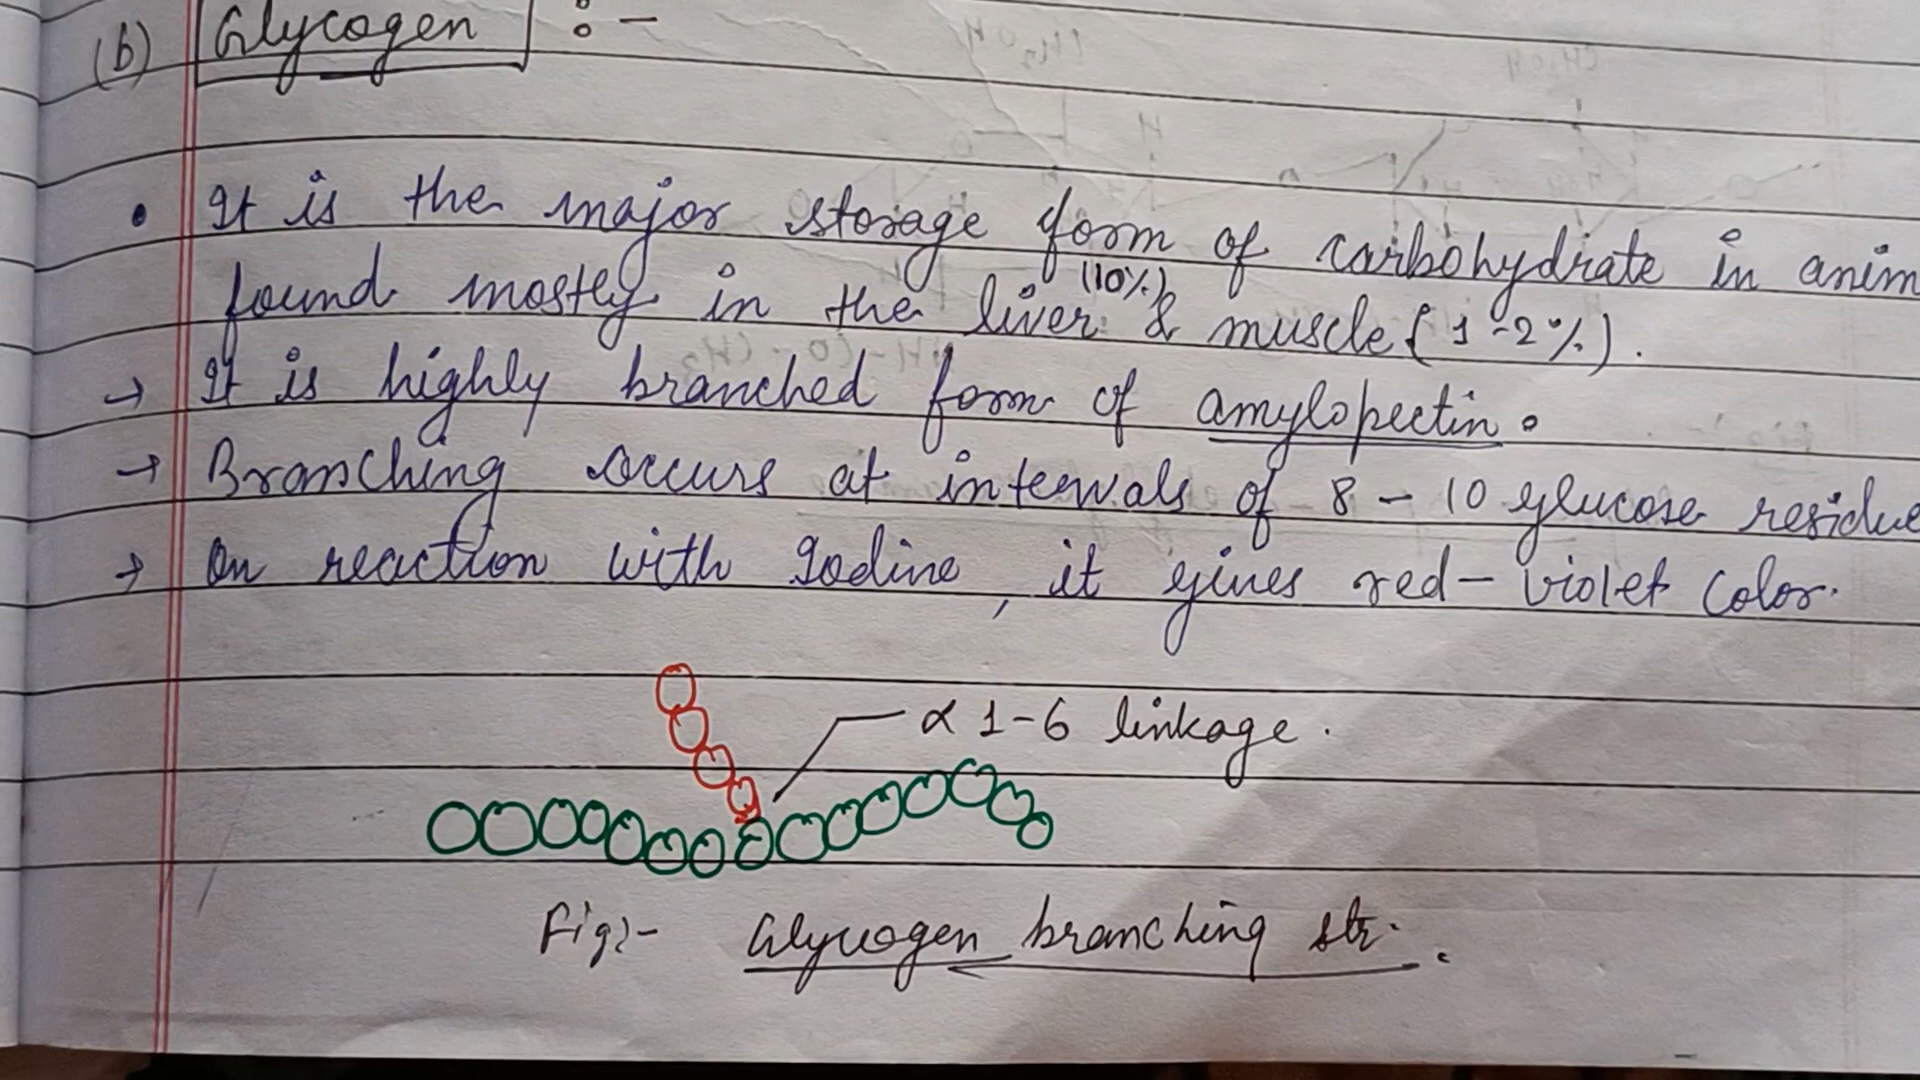 (b) Glycogen :-
• It is the major storage form of carbohydrate in anim
(10%)
found mostly in the liver & muscle (1-2%).
→ It is highly branched form of amylopectin.
→ Branching occurs at intervals of 8-10 glucose residue
→ On reaction with Iodine, it gives red-violet color.
α 1-6 linkage.
Fig:- Glycogen branching str.